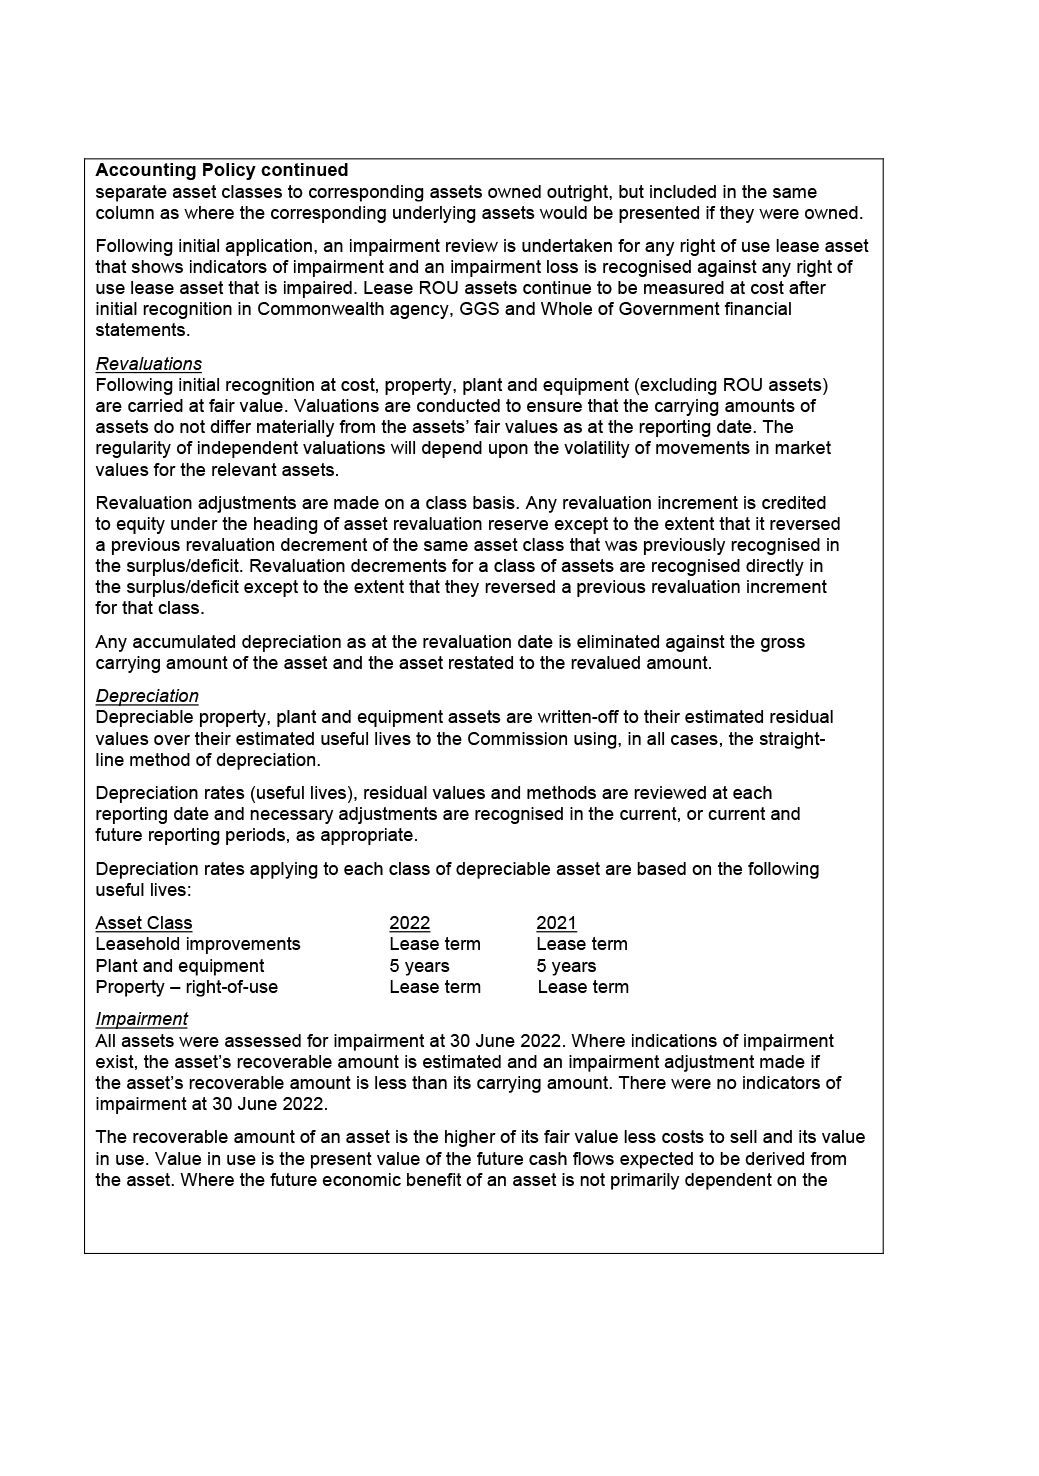 Accounting Policy continued
separate asset classes to corresponding assets owned outright, but included in the same
column as where the corresponding underlying assets would be presented if they were owned.
Following initial application, an impairment review is undertaken for any right of use lease asset
that shows indicators of impairment and an impairment loss is recognised against any right of
use lease asset that is impaired. Lease ROU assets continue to be measured at cost after
initial recognition in Commonwealth agency, GGS and Whole of Government financial
statements.
Revaluations
Following initial recognition at cost, property, plant and equipment (excluding ROU assets)
are carried at fair value. Valuations are conducted to ensure that the carrying amounts of
assets do not differ materially from the assets’ fair values as at the reporting date. The
regularity of independent valuations will depend upon the volatility of movements in market
values for the relevant assets.
Revaluation adjustments are made on a class basis. Any revaluation increment is credited
to equity under the heading of asset revaluation reserve except to the extent that it reversed
a previous revaluation decrement of the same asset class that was previously recognised in
the surplus/deficit. Revaluation decrements for a class of assets are recognised directly in
the surplus/deficit except to the extent that they reversed a previous revaluation increment
for that class.
Any accumulated depreciation as at the revaluation date is eliminated against the gross
carrying amount of the asset and the asset restated to the revalued amount.
Depreciation
Depreciable property, plant and equipment assets are written-off to their estimated residual
values over their estimated useful lives to the Commission using, in all cases, the straight-
line method of depreciation.
Depreciation rates (useful lives), residual values and methods are reviewed at each
reporting date and necessary adjustments are recognised in the current, or current and
future reporting periods, as appropriate.
Depreciation rates applying to each class of depreciable asset are based on the following
useful lives:
Asset Class 2022 2021
Leasehold improvements Lease term Lease term
Plant and equipment 5 years 5 years
Property – right-of-use Lease term Lease term
Impairment
All assets were assessed for impairment at 30 June 2022. Where indications of impairment
exist, the asset’s recoverable amount is estimated and an impairment adjustment made if
the asset’s recoverable amount is less than its carrying amount. There were no indicators of
impairment at 30 June 2022.
The recoverable amount of an asset is the higher of its fair value less costs to sell and its value
in use. Value in use is the present value of the future cash flows expected to be derived from
the asset. Where the future economic benefit of an asset is not primarily dependent on the